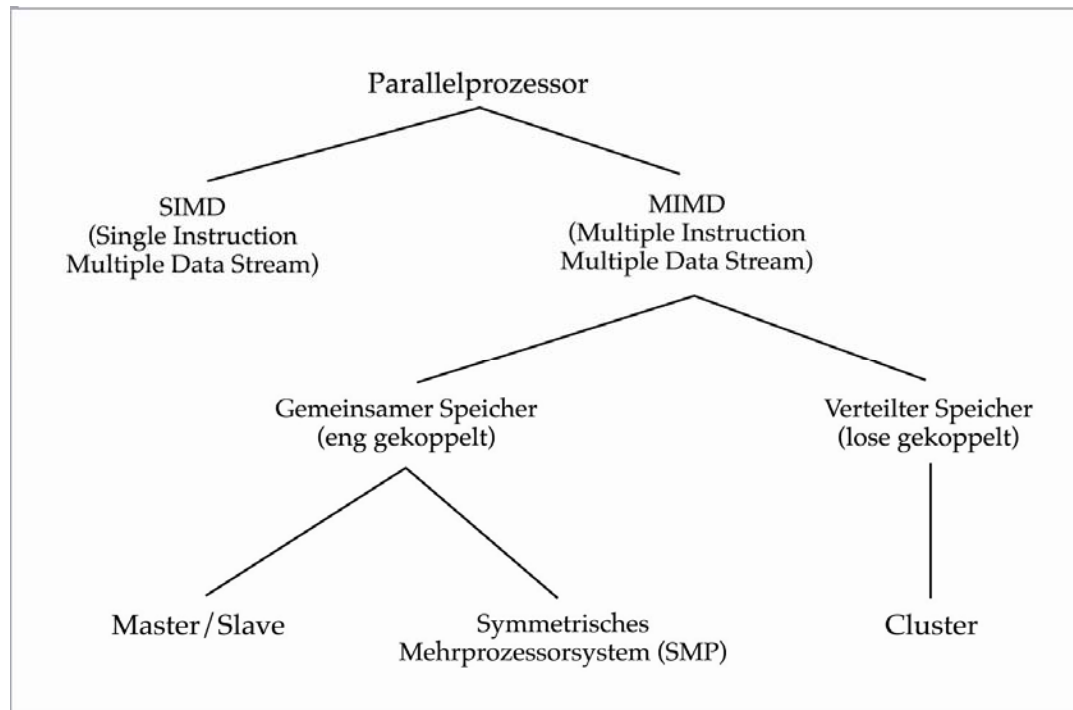 Parallelprozessor
SIMD
(Single Instruction
Multiple Data Stream)
MIMD
(Multiple Instruction
Multiple Data Stream)
Gemeinsamer Speicher
(eng gekoppelt)
Verteilter Speicher
(lose gekoppelt)
Master/Slave
Symmetrisches
Mehrprozessorsystem (SMP)
Cluster